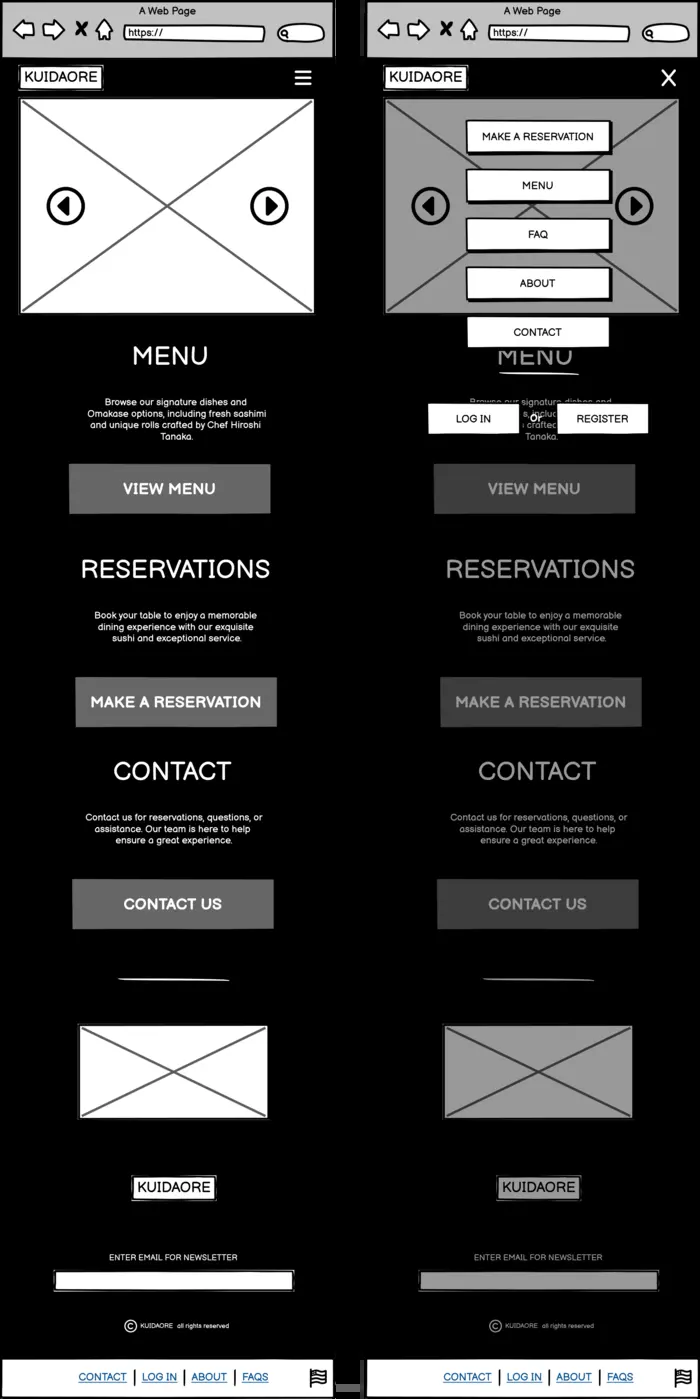 A Web Page
https://
KUIDAORE
MENU
Browse our signature dishes and
Omakase options, including fresh sashimi
and unique rolls crafted by Chef Hiroshi
Tanaka.
VIEW MENU
RESERVATIONS
Book your table to enjoy a memorable
dining experience with our exquisite
sushi and exceptional service.
MAKE A RESERVATION
CONTACT
Contact us for reservations, questions, or
assistance. Our team is here to help
ensure a great experience.
CONTACT US
KUIDAORE
ENTER EMAIL FOR NEWSLETTER
© KUIDAORE all rights reserved
CONTACT | LOG IN | ABOUT | FAQS
A Web Page
https://
KUIDAORE
MAKE A RESERVATION
MENU
FAQ
ABOUT
CONTACT
MENU
Browse our signature dishes and
LOG IN Or REGISTER
crafted
Tanaka.
VIEW MENU
RESERVATIONS
Book your table to enjoy a memorable
dining experience with our exquisite
sushi and exceptional service.
MAKE A RESERVATION
CONTACT
Contact us for reservations, questions, or
assistance. Our team is here to help
ensure a great experience.
CONTACT US
KUIDAORE
ENTER EMAIL FOR NEWSLETTER
© KUIDAORE all rights reserved
CONTACT | LOG IN | ABOUT | FAQS